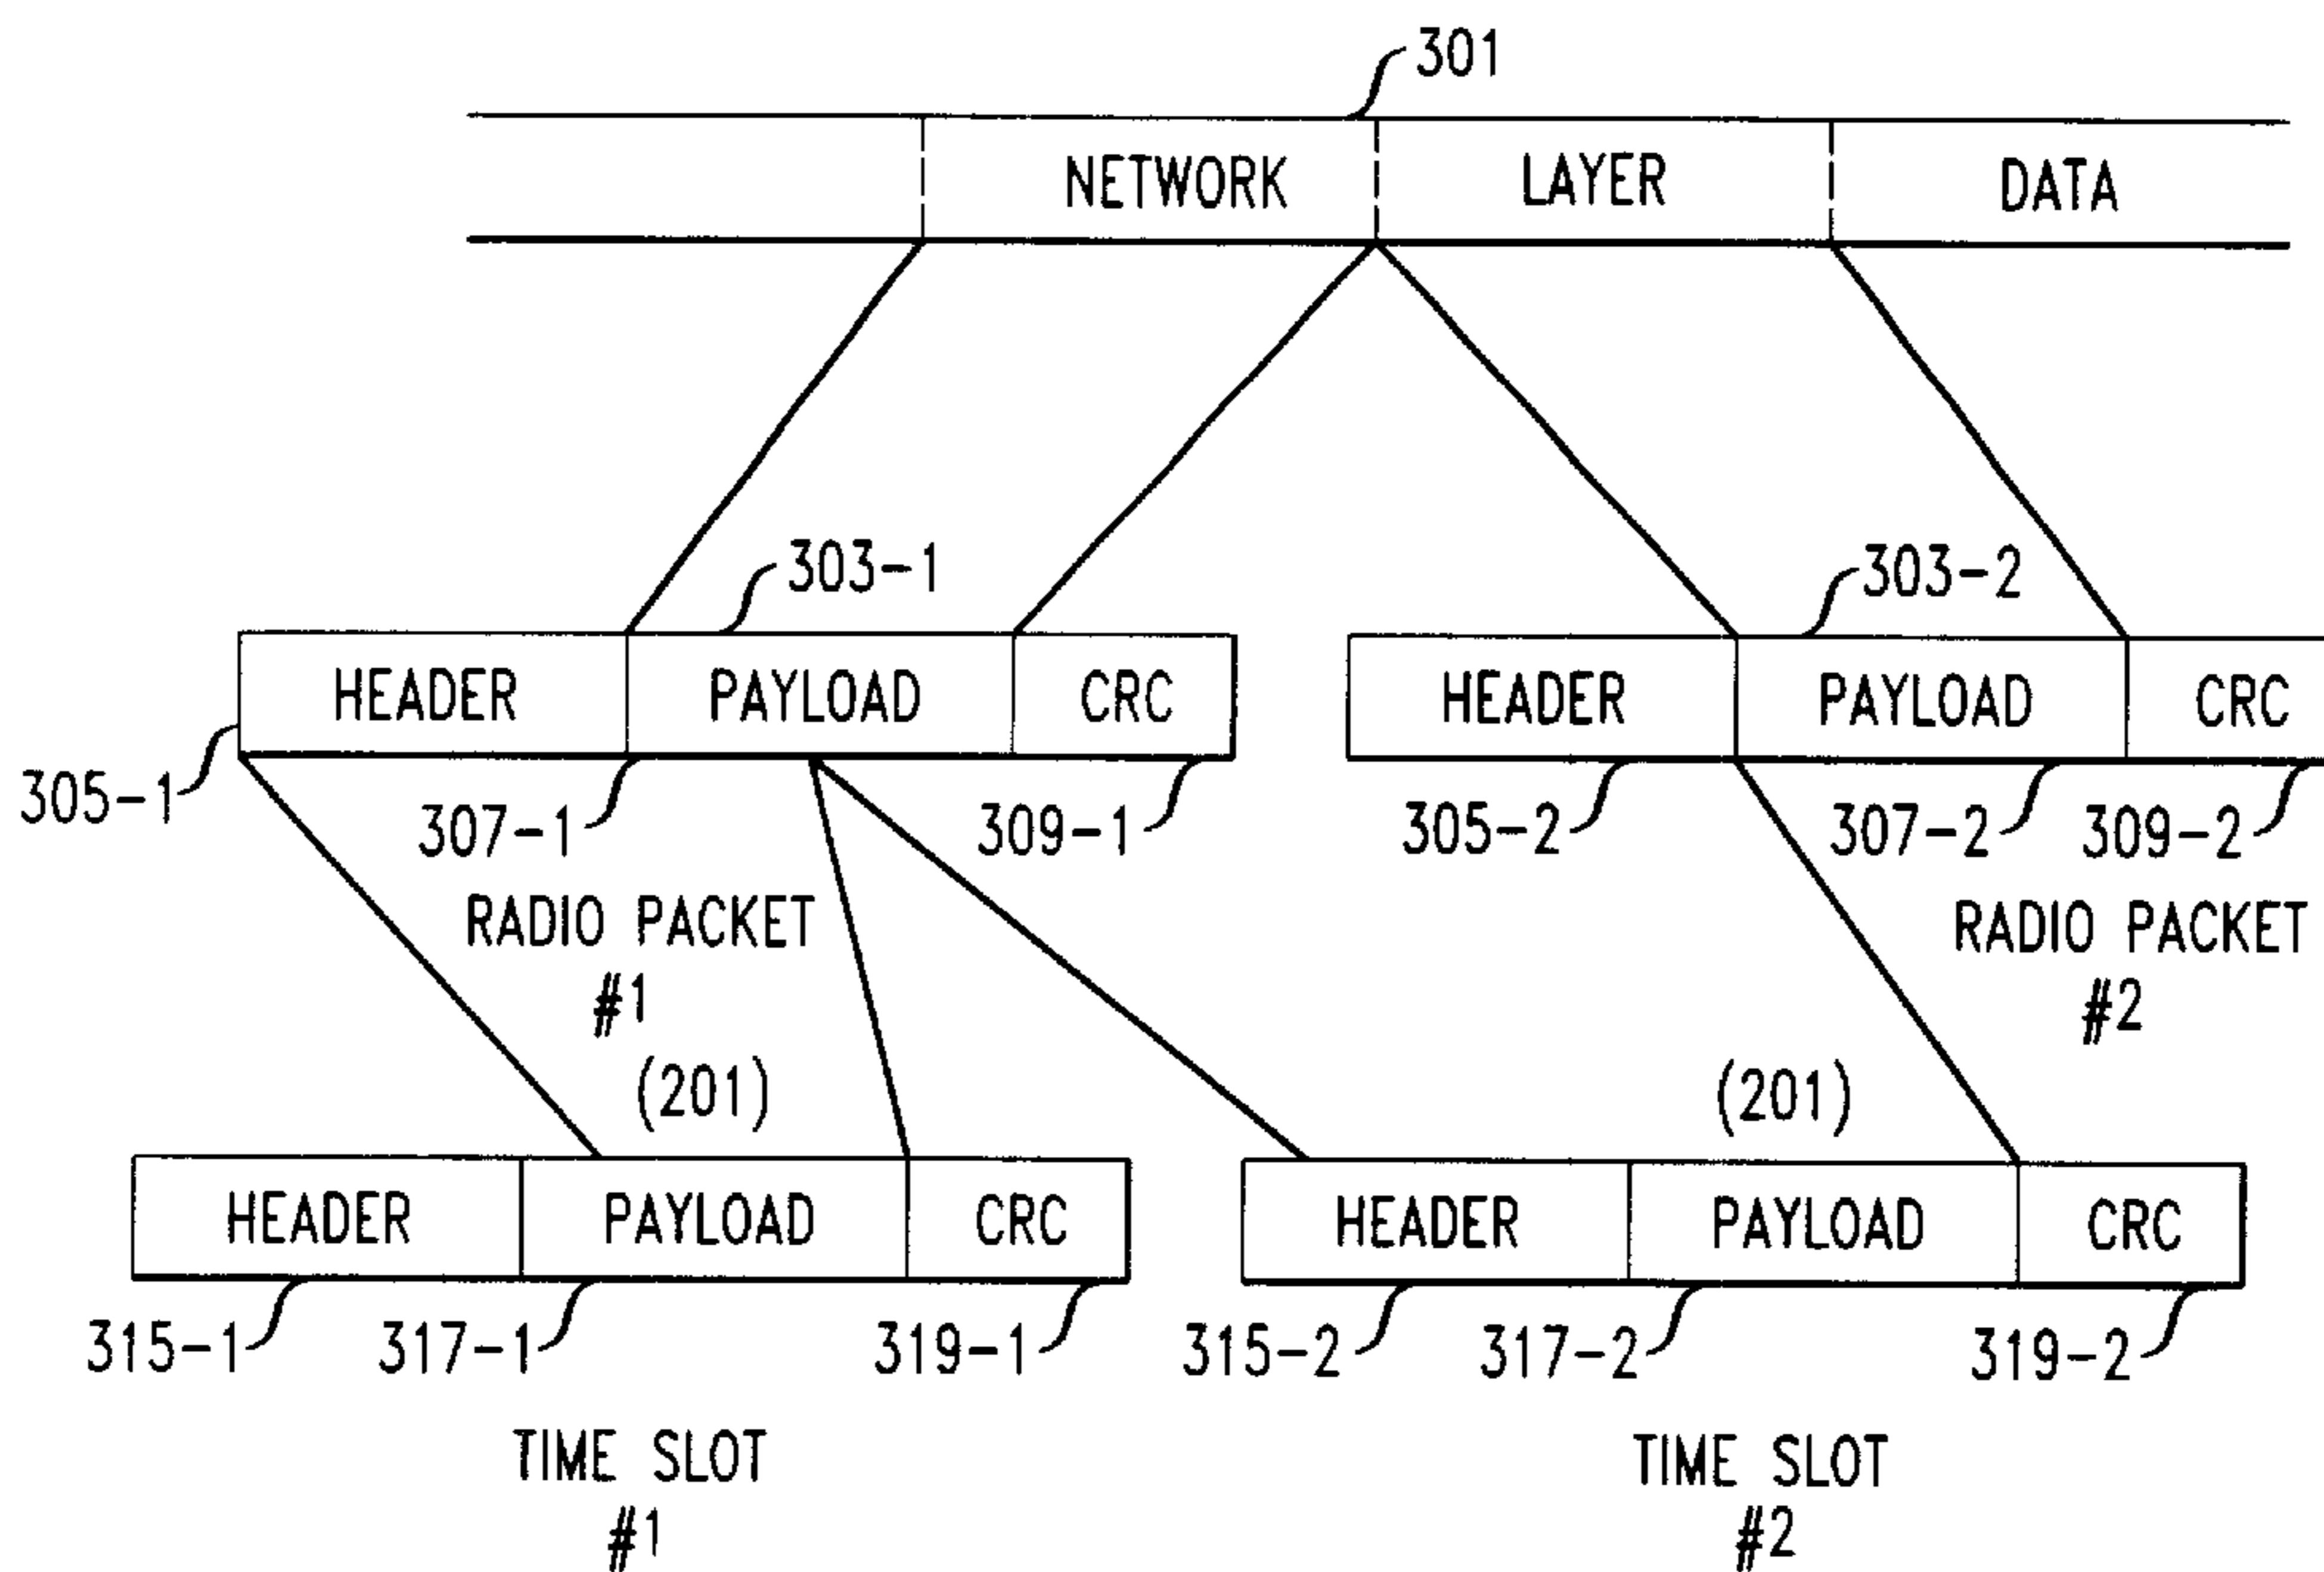 301
NETWORK LAYER DATA
303-1 303-2
HEADER PAYLOAD CRC HEADER PAYLOAD CRC
305-1 307-1 309-1 305-2 307-2 309-2
RADIO PACKET
#1
RADIO PACKET
#2
(201) (201)
HEADER PAYLOAD CRC HEADER PAYLOAD CRC
315-1 317-1 319-1 315-2 317-2 319-2
TIME SLOT
#1
TIME SLOT
#2